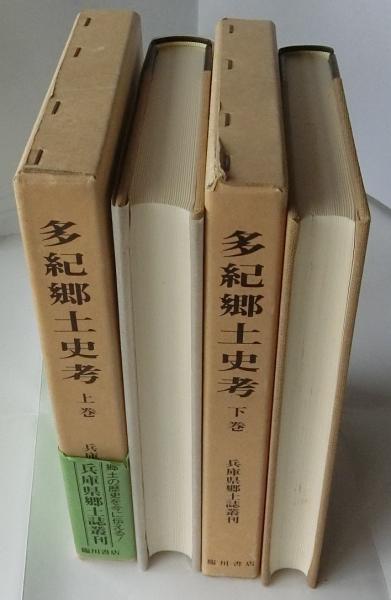 多紀郷土史考
上巻
兵庫
郷土の歴史を今に伝える!
兵庫県郷土誌叢刊
臨川書店
多紀郷土史考
下巻
兵庫県郷土誌叢刊
臨川書店